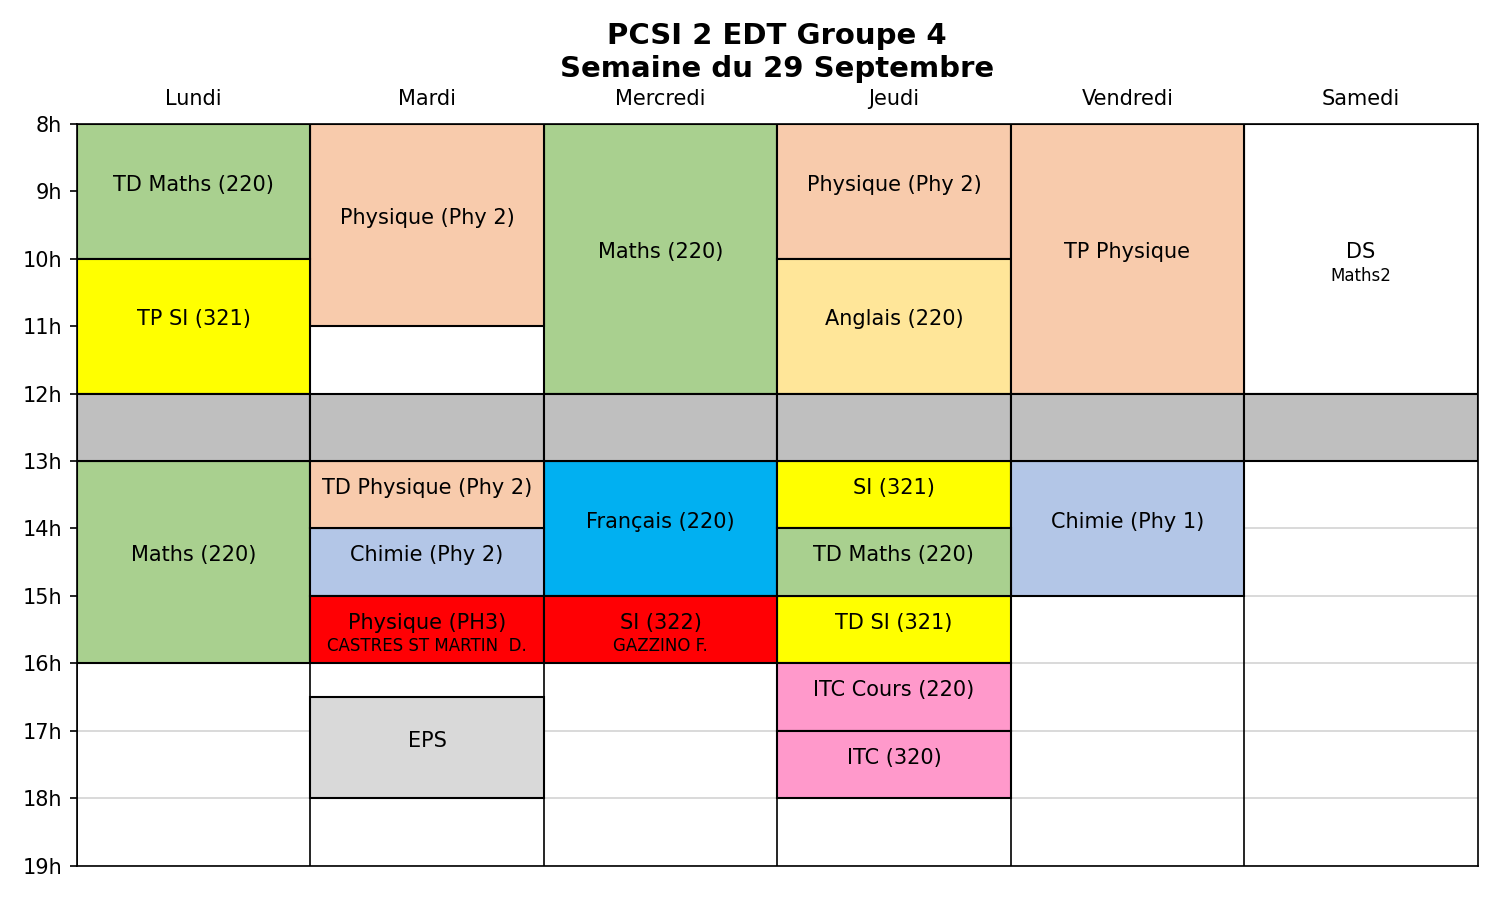 PCSI 2 EDT Groupe 4
Semaine du 29 Septembre
Lundi Mardi Mercredi Jeudi Vendredi Samedi
8h
TD Maths (220) Physique (Phy 2)
9h
Physique (Phy 2)
Maths (220) TP Physique DS
10h
Maths2
TP SI (321) Anglais (220)
11h
12h
13h
TD Physique (Phy 2) SI (321)
Français (220) Chimie (Phy 1)
14h
Maths (220) Chimie (Phy 2) TD Maths (220)
15h
Physique (PH3) SI (322) TD SI (321)
CASTRES ST MARTIN  D. GAZZINO F.
16h
ITC Cours (220)
17h
EPS
ITC (320)
18h
19h